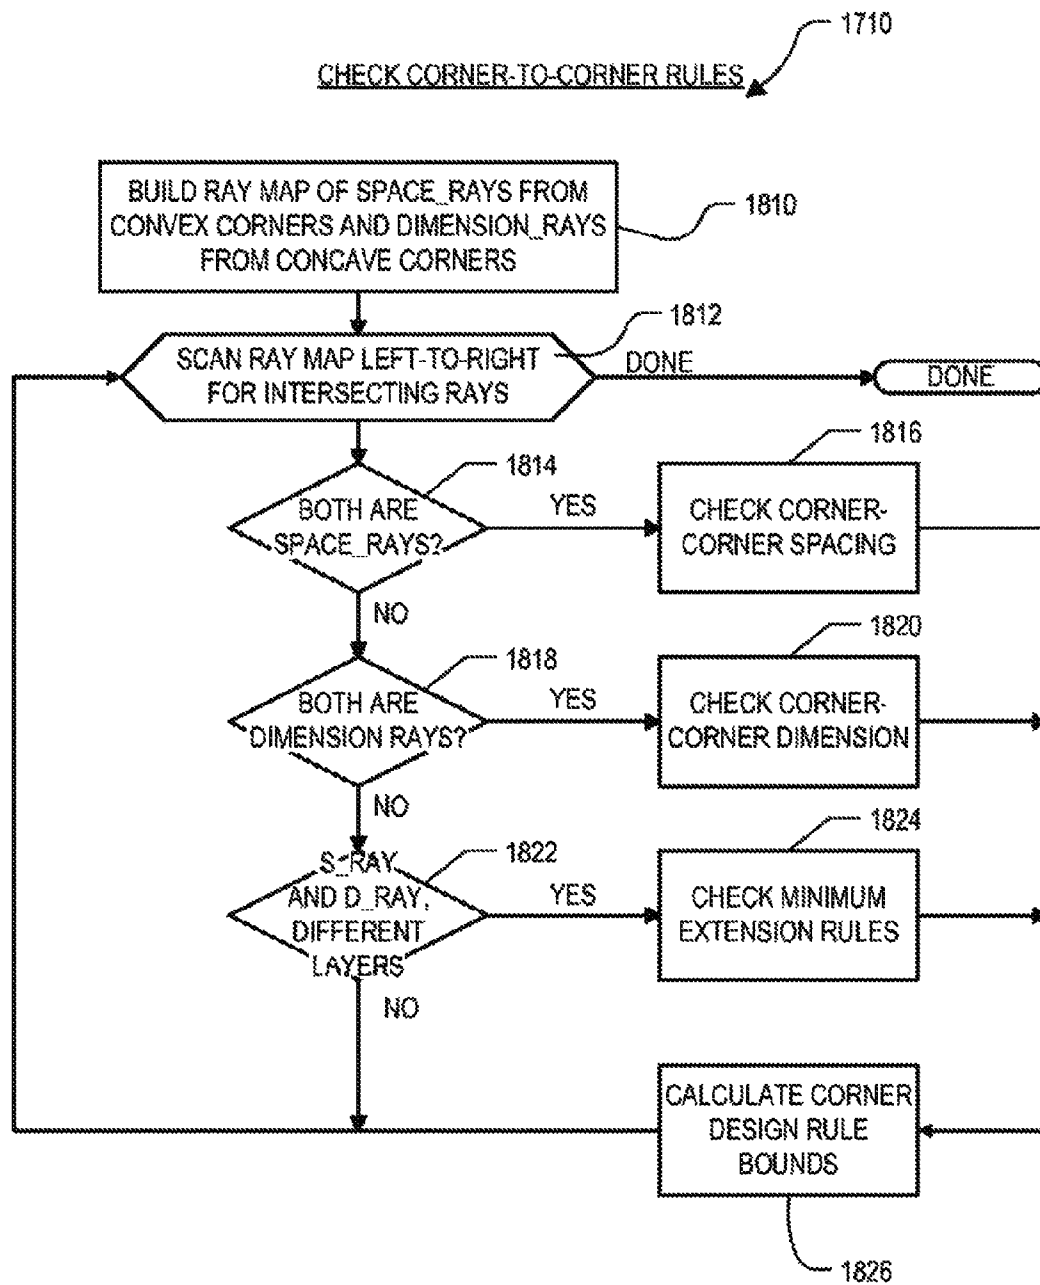 1710
CHECK CORNER-TO-CORNER RULES
BUILD RAY MAP OF SPACE_RAYS FROM
CONVEX CORNERS AND DIMENSION_RAYS
FROM CONCAVE CORNERS
1810
SCAN RAY MAP LEFT-TO-RIGHT
FOR INTERSECTING RAYS
1812
DONE
DONE
BOTH ARE
SPACE_RAYS?
1814
YES
CHECK CORNER-
CORNER SPACING
1816
NO
BOTH ARE
DIMENSION RAYS?
1818
YES
CHECK CORNER-
CORNER DIMENSION
1820
NO
S_RAY
AND D_RAY,
DIFFERENT
LAYERS
1822
YES
CHECK MINIMUM
EXTENSION RULES
1824
NO
CALCULATE CORNER
DESIGN RULE
BOUNDS
1826